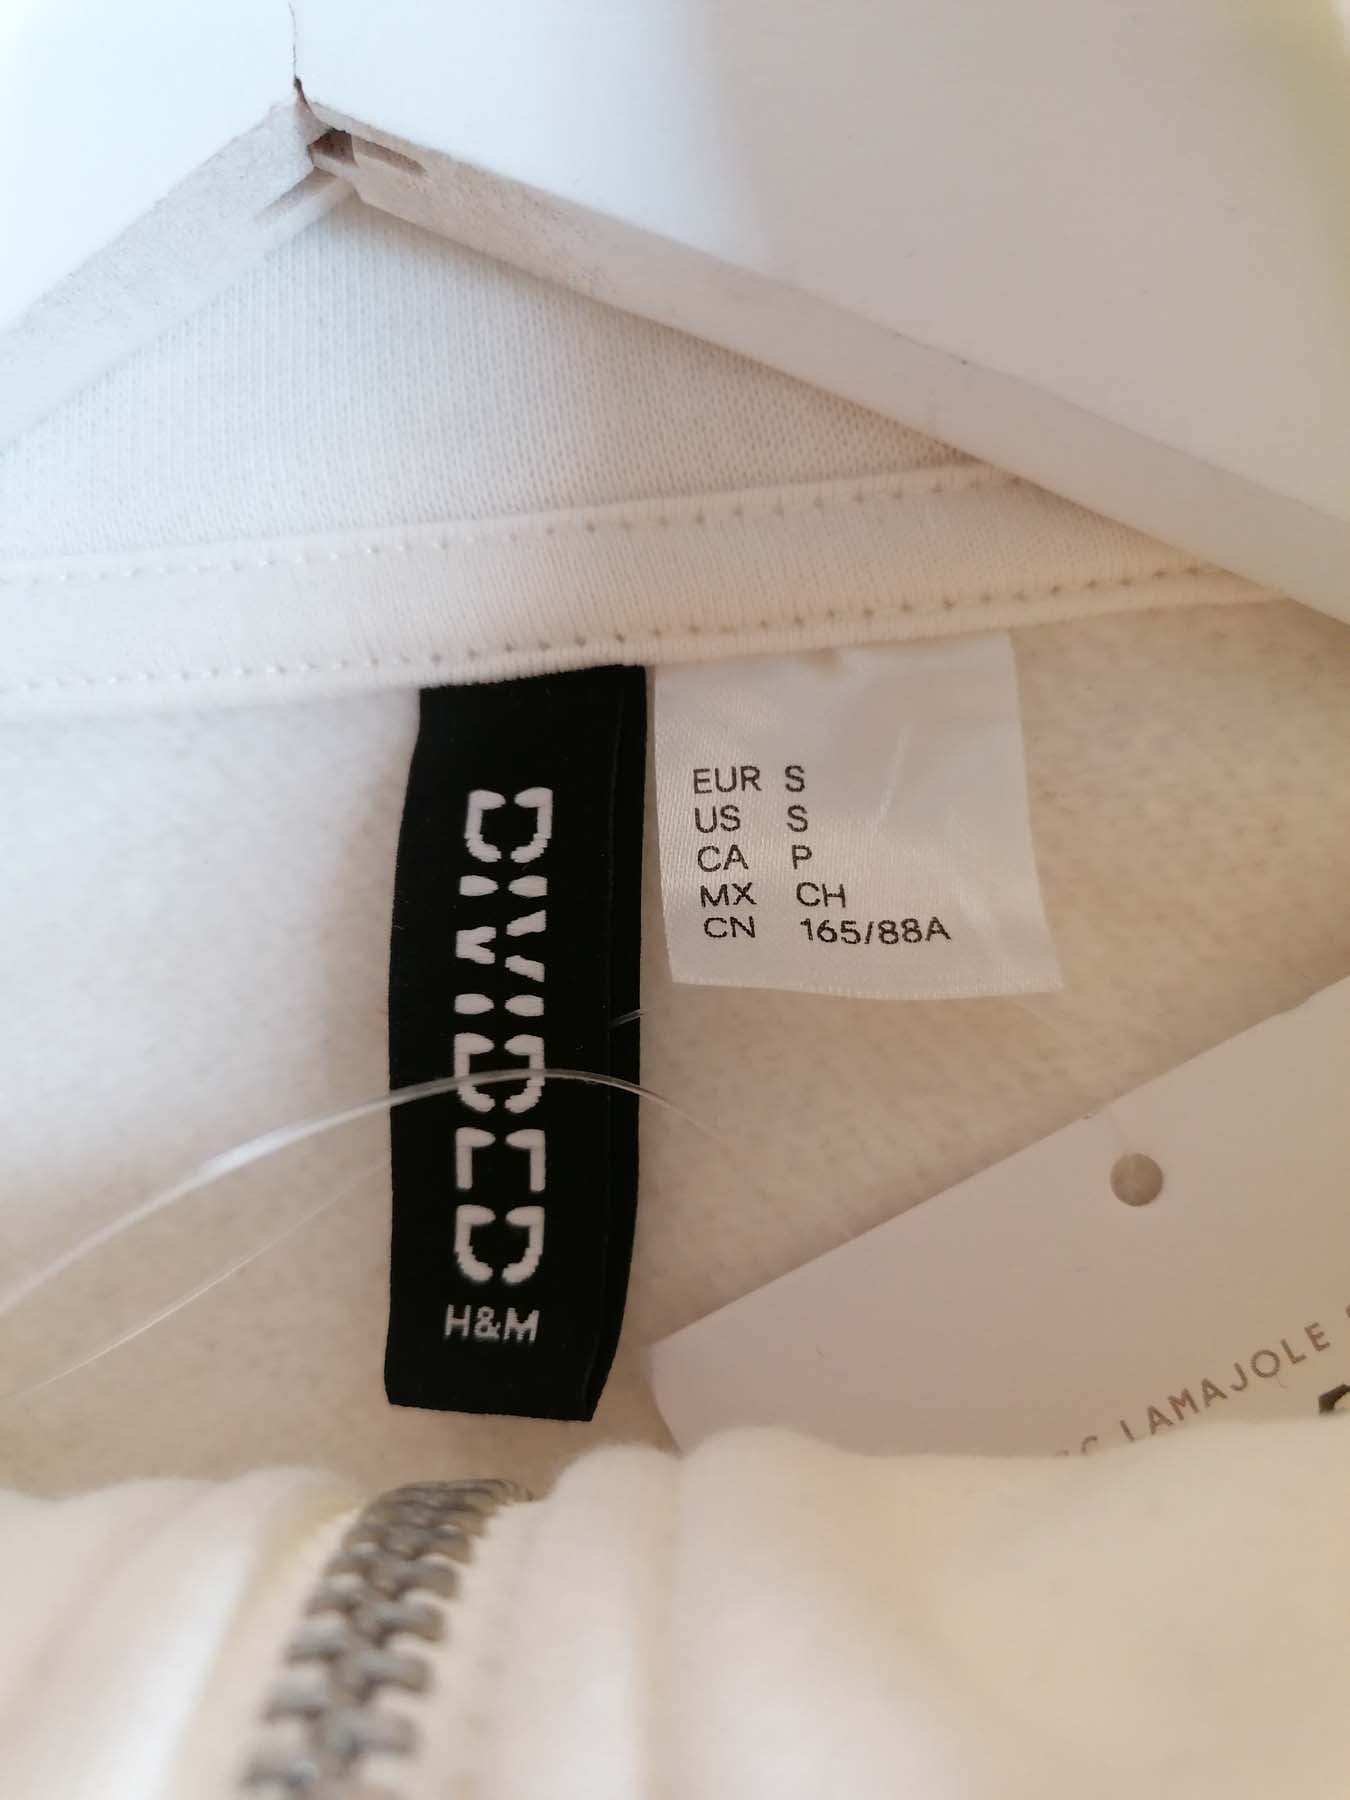 DIVIDED
H&M
EUR S
US S
CA P
MX CH
CN 165/88A
LAMAJOLE